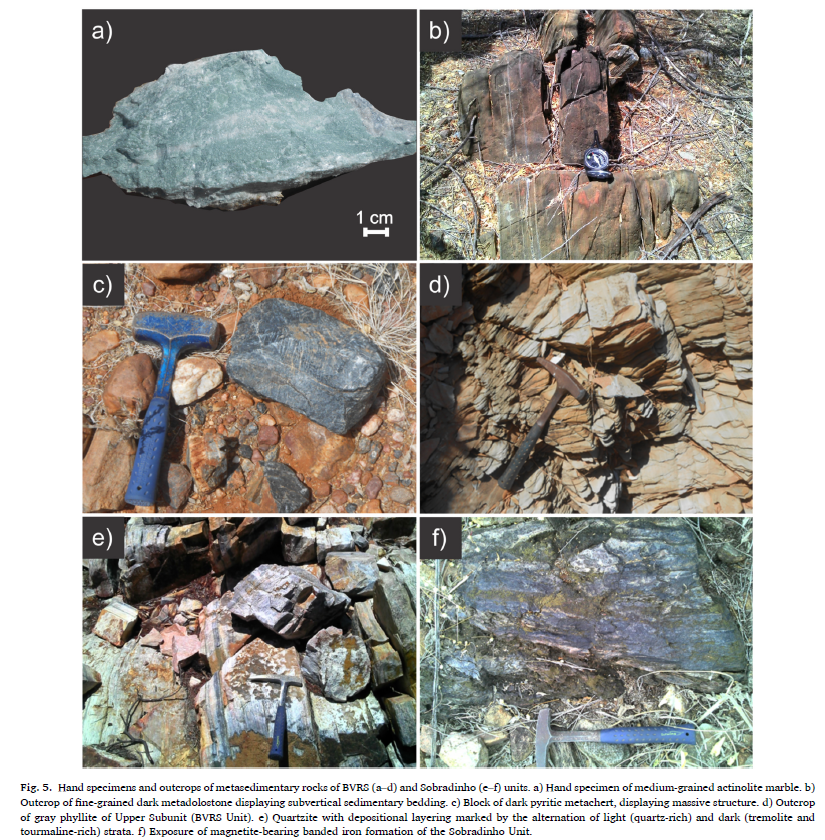 a)
b)
1 cm
c)
d)
e)
f)
Fig. 5. Hand specimens and outcrops of metasedimentary rocks of BVRS (a–d) and Sobradinho (e–f) units. a) Hand specimen of medium-grained actinolite marble. b)
Outcrop of fine-grained dark metadolostone displaying subvertical sedimentary bedding. c) Block of dark pyritic metachert, displaying massive structure. d) Outcrop
of gray phyllite of Upper Subunit (BVRS Unit). e) Quartzite with depositional layering marked by the alternation of light (quartz-rich) and dark (tremolite and
tourmaline-rich) strata. f) Exposure of magnetite-bearing banded iron formation of the Sobradinho Unit.